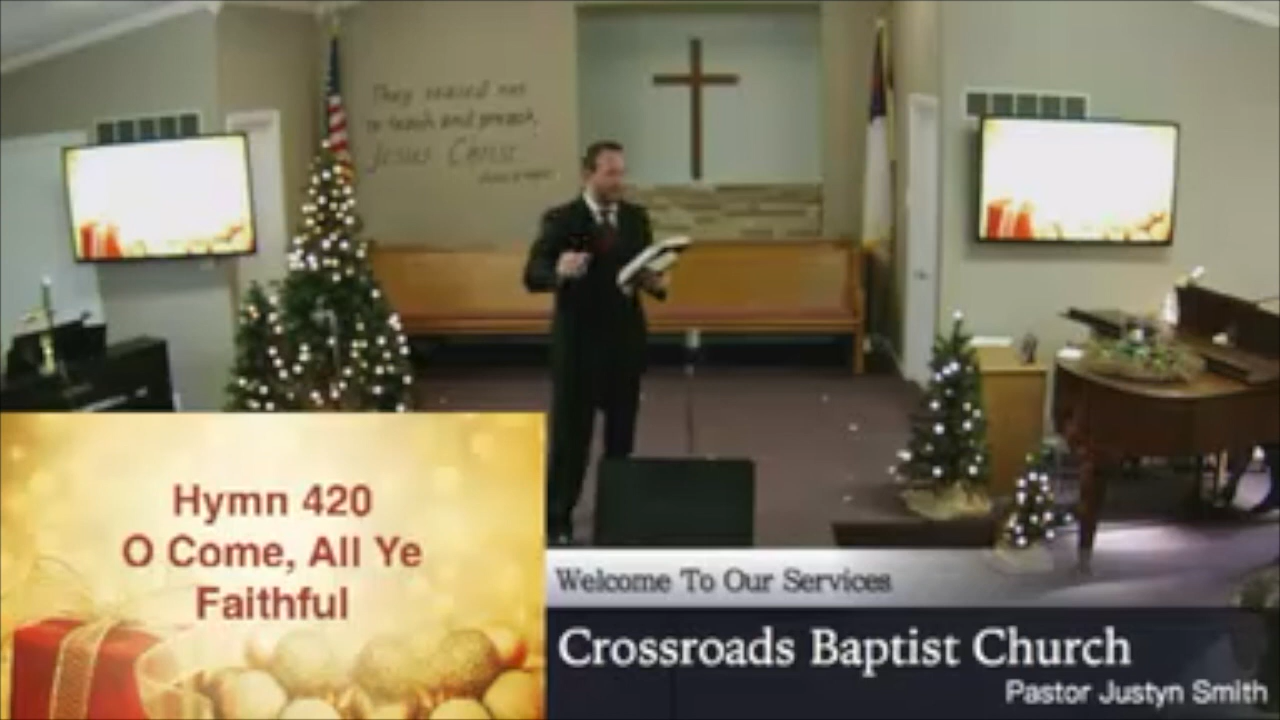 They ceased not
to teach and preach
Jesus Christ.
Hymn 420
O Come, All Ye
Faithful
Welcome To Our Services
Crossroads Baptist Church
Pastor Justyn Smith